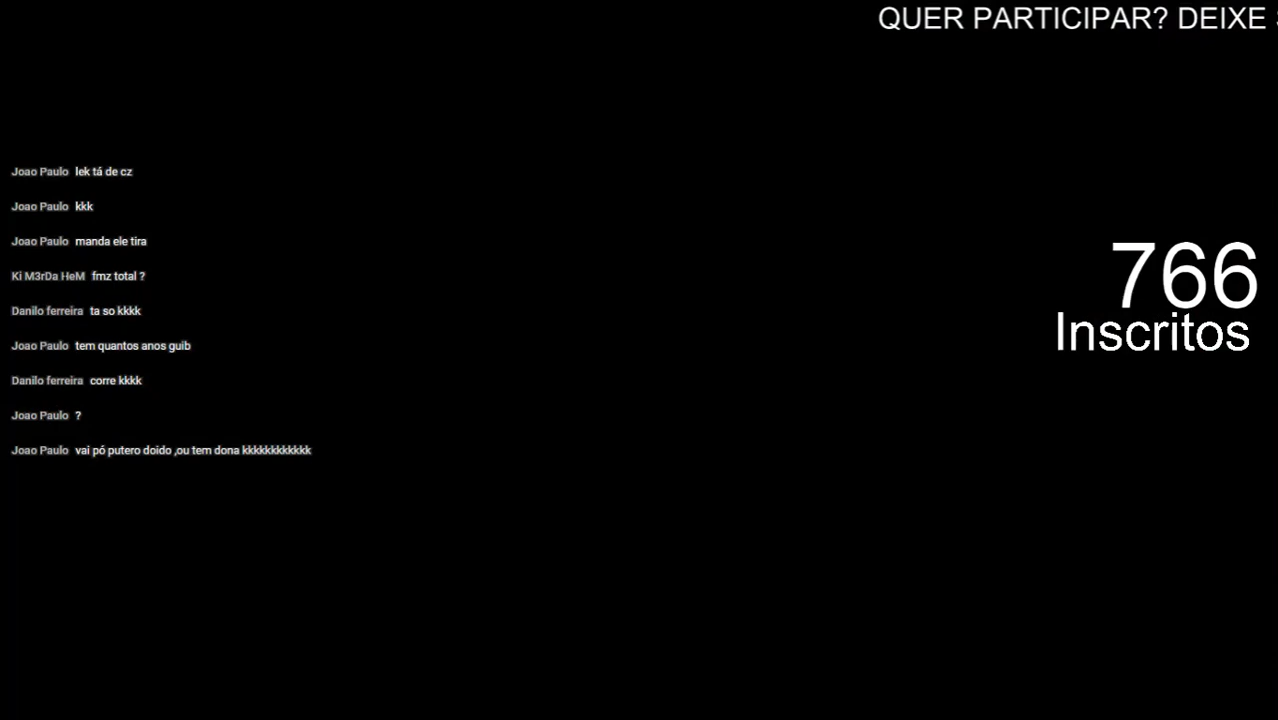 QUER PARTICIPAR? DEIXE
Joao Paulo lek tá de cz
Joao Paulo kkk
Joao Paulo manda ele tira
Ki M3rDa HeM fmz total ?
Danilo ferreira ta so kkkk
Joao Paulo tem quantos anos guib
Danilo ferreira corre kkkk
Joao Paulo ?
Joao Paulo vai pó putero doido ,ou tem dona kkkkkkkkkkkk
766
Inscritos